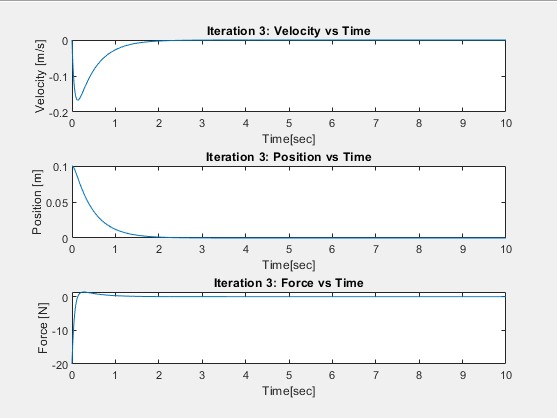 Iteration 3: Velocity vs Time
Velocity [m/s]
0
-0.1
-0.2
0 1 2 3 4 5 6 7 8 9 10
Time[sec]
Iteration 3: Position vs Time
Position [m]
0.1
0.05
0
0 1 2 3 4 5 6 7 8 9 10
Time[sec]
Iteration 3: Force vs Time
Force [N]
0
-10
-20
0 1 2 3 4 5 6 7 8 9 10
Time[sec]